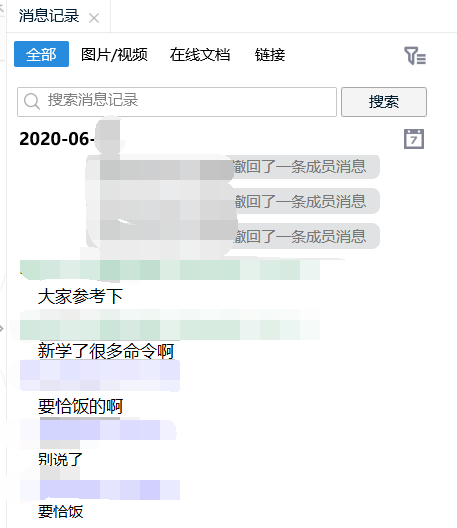 消息记录
全部 图片/视频 在线文档 链接
搜索消息记录 搜索
2020-06-
7
撤回了一条成员消息
撤回了一条成员消息
撤回了一条成员消息
大家参考下
新学了很多命令啊
要恰饭的啊
别说了
要恰饭